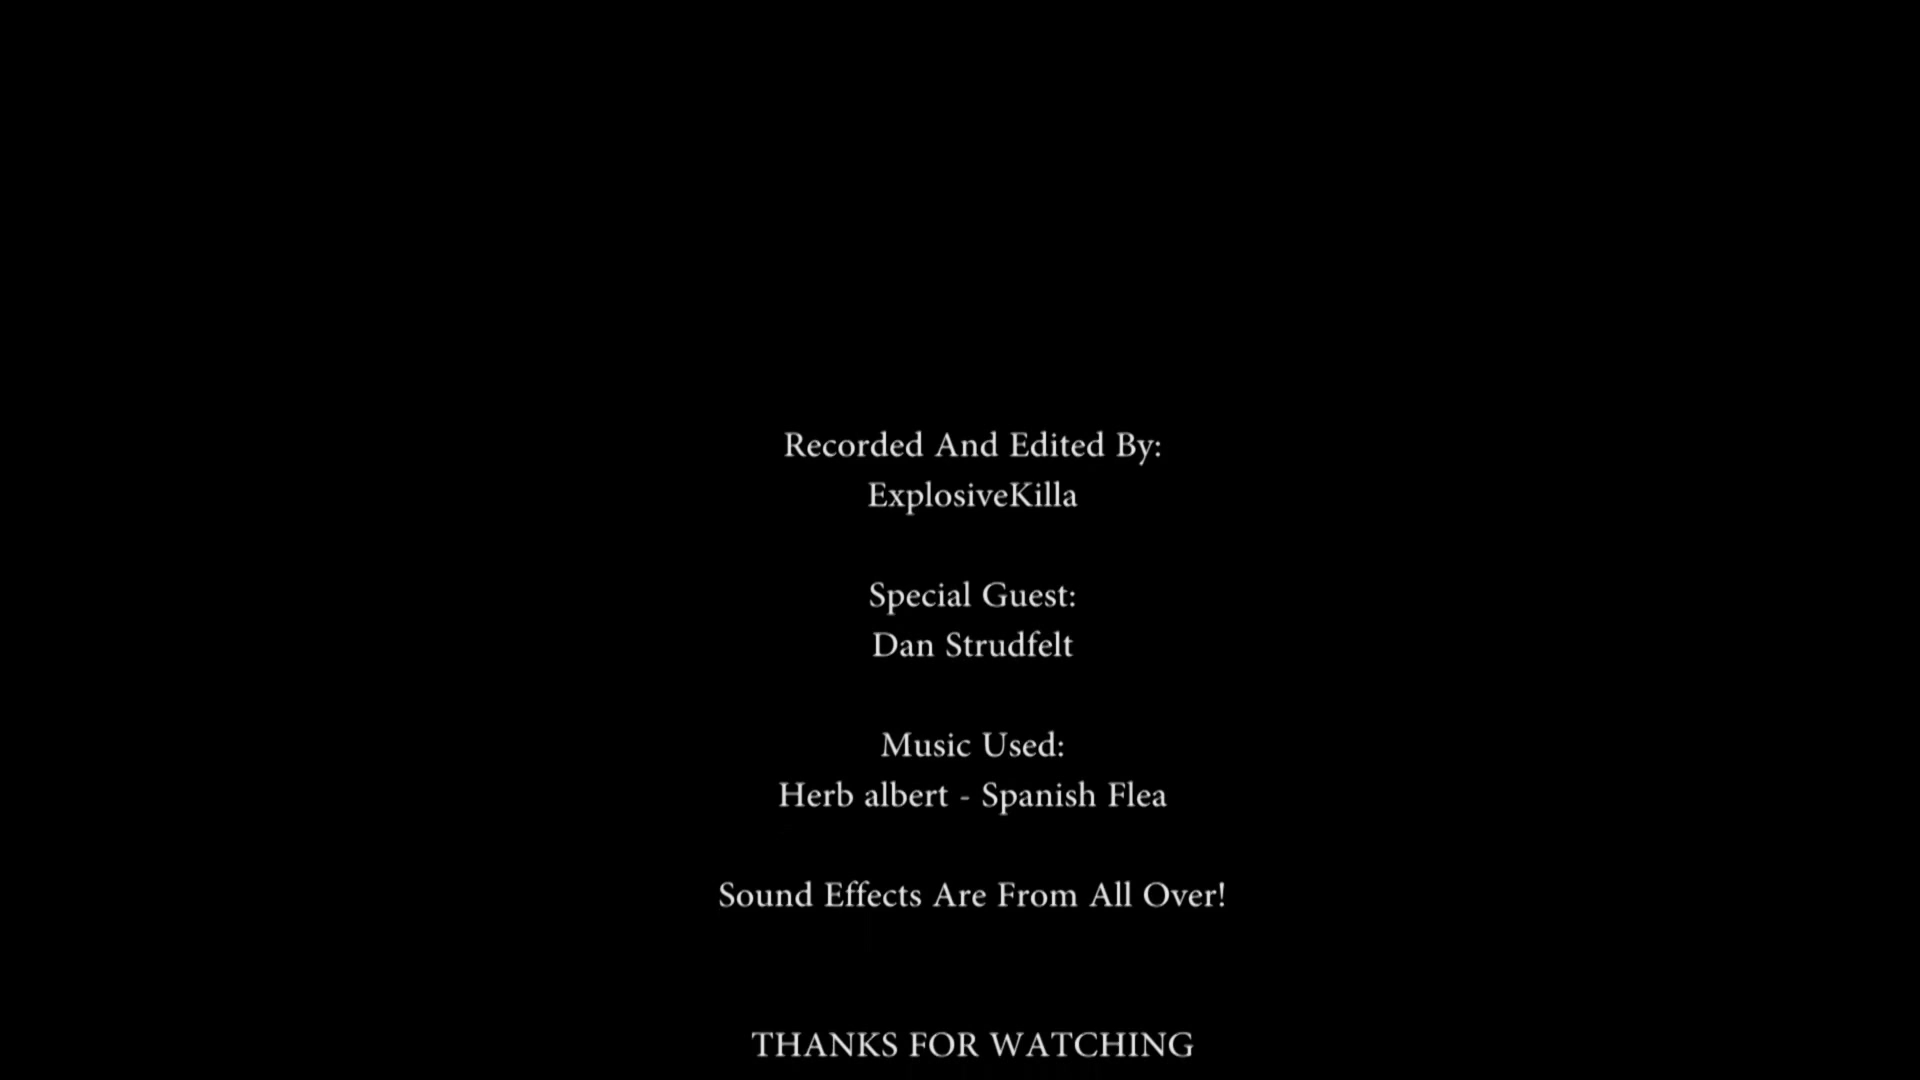 Recorded And Edited By:
ExplosiveKilla
Special Guest:
Dan Strudfelt
Music Used:
Herb albert - Spanish Flea
Sound Effects Are From All Over!
THANKS FOR WATCHING